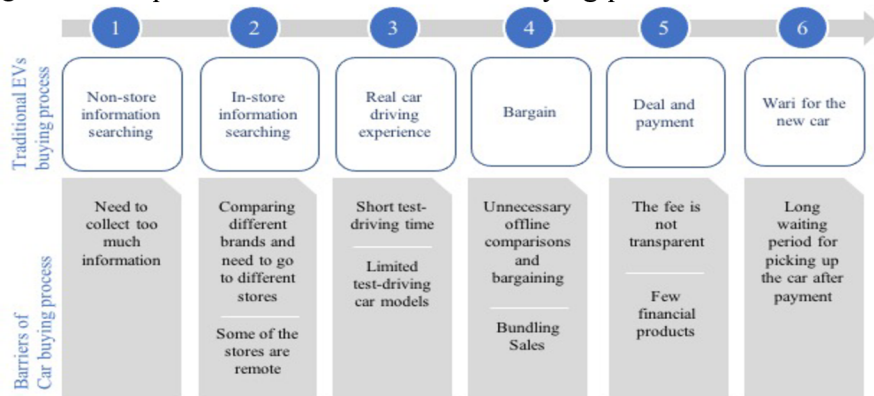 1
2
3
4
5
6
Traditional EVs
buying process
Non-store
information
searching
In-store
information
searching
Real car
driving
experience
Bargain
Deal and
payment
Wari for the
new car
Barriers of
Car buying process
Need to
collect too
much
information
Comparing
different
brands and
need to go
to different
stores
Some of the
stores are
remote
Short test-
driving time
Limited
test-driving
car models
Unnecessary
offline
comparisons
and
bargaining
Bundling
Sales
The fee is
not
transparent
Few
financial
products
Long
waiting
period for
picking up
the car after
payment